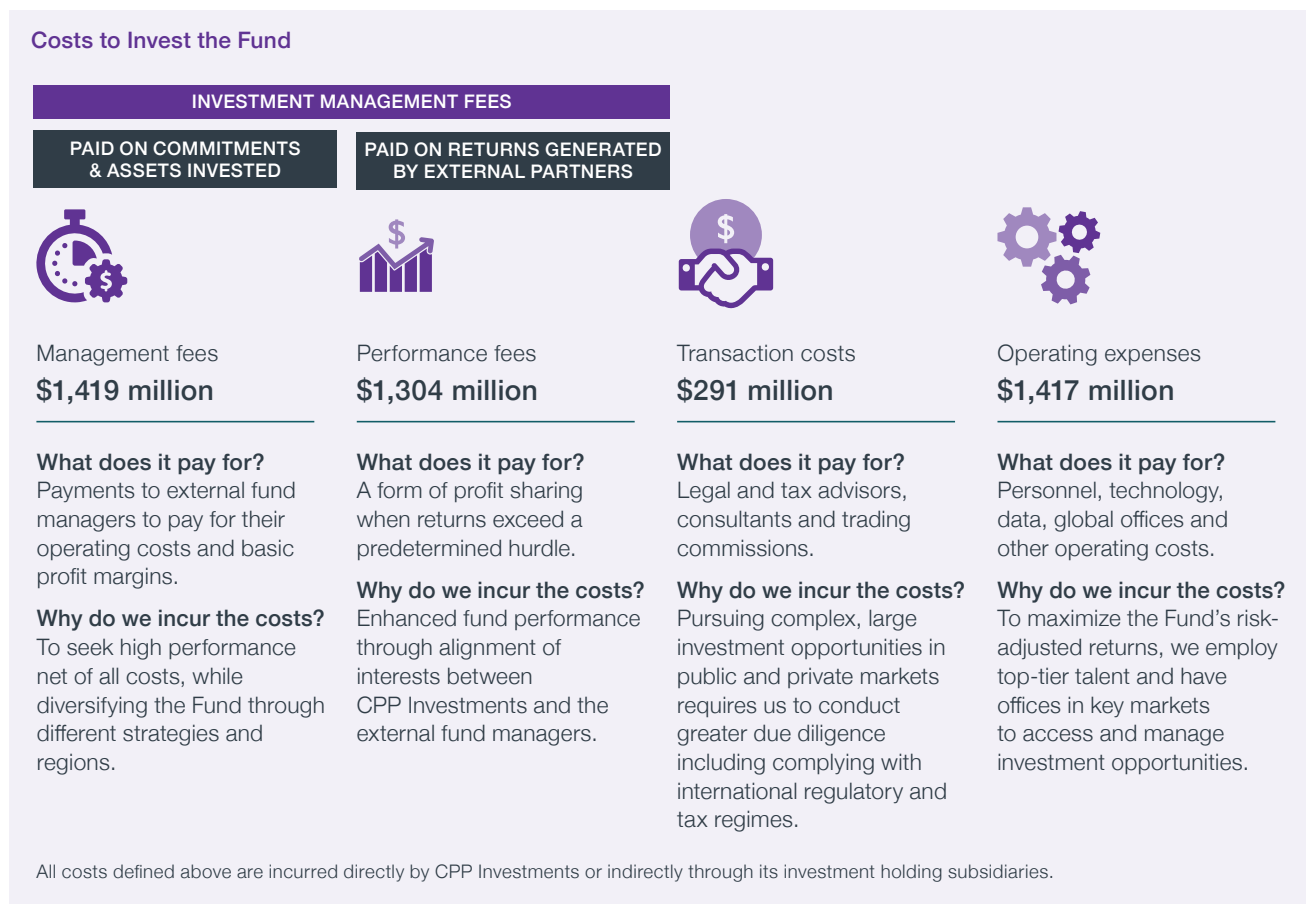 Costs to Invest the Fund
INVESTMENT MANAGEMENT FEES
PAID ON COMMITMENTS
& ASSETS INVESTED
PAID ON RETURNS GENERATED
BY EXTERNAL PARTNERS
$
Management fees
$1,419 million
What does it pay for?
Payments to external fund
managers to pay for their
operating costs and basic
profit margins.
Why do we incur the costs?
To seek high performance
net of all costs, while
diversifying the Fund through
different strategies and
regions.
$
Performance fees
$1,304 million
What does it pay for?
A form of profit sharing
when returns exceed a
predetermined hurdle.
Why do we incur the costs?
Enhanced fund performance
through alignment of
interests between
CPP Investments and the
external fund managers.
$
Transaction costs
$291 million
What does it pay for?
Legal and tax advisors,
consultants and trading
commissions.
Why do we incur the costs?
Pursuing complex, large
investment opportunities in
public and private markets
requires us to conduct
greater due diligence
including complying with
international regulatory and
tax regimes.
Operating expenses
$1,417 million
What does it pay for?
Personnel, technology,
data, global offices and
other operating costs.
Why do we incur the costs?
To maximize the Fund's risk-
adjusted returns, we employ
top-tier talent and have
offices in key markets
to access and manage
investment opportunities.
All costs defined above are incurred directly by CPP Investments or indirectly through its investment holding subsidiaries.